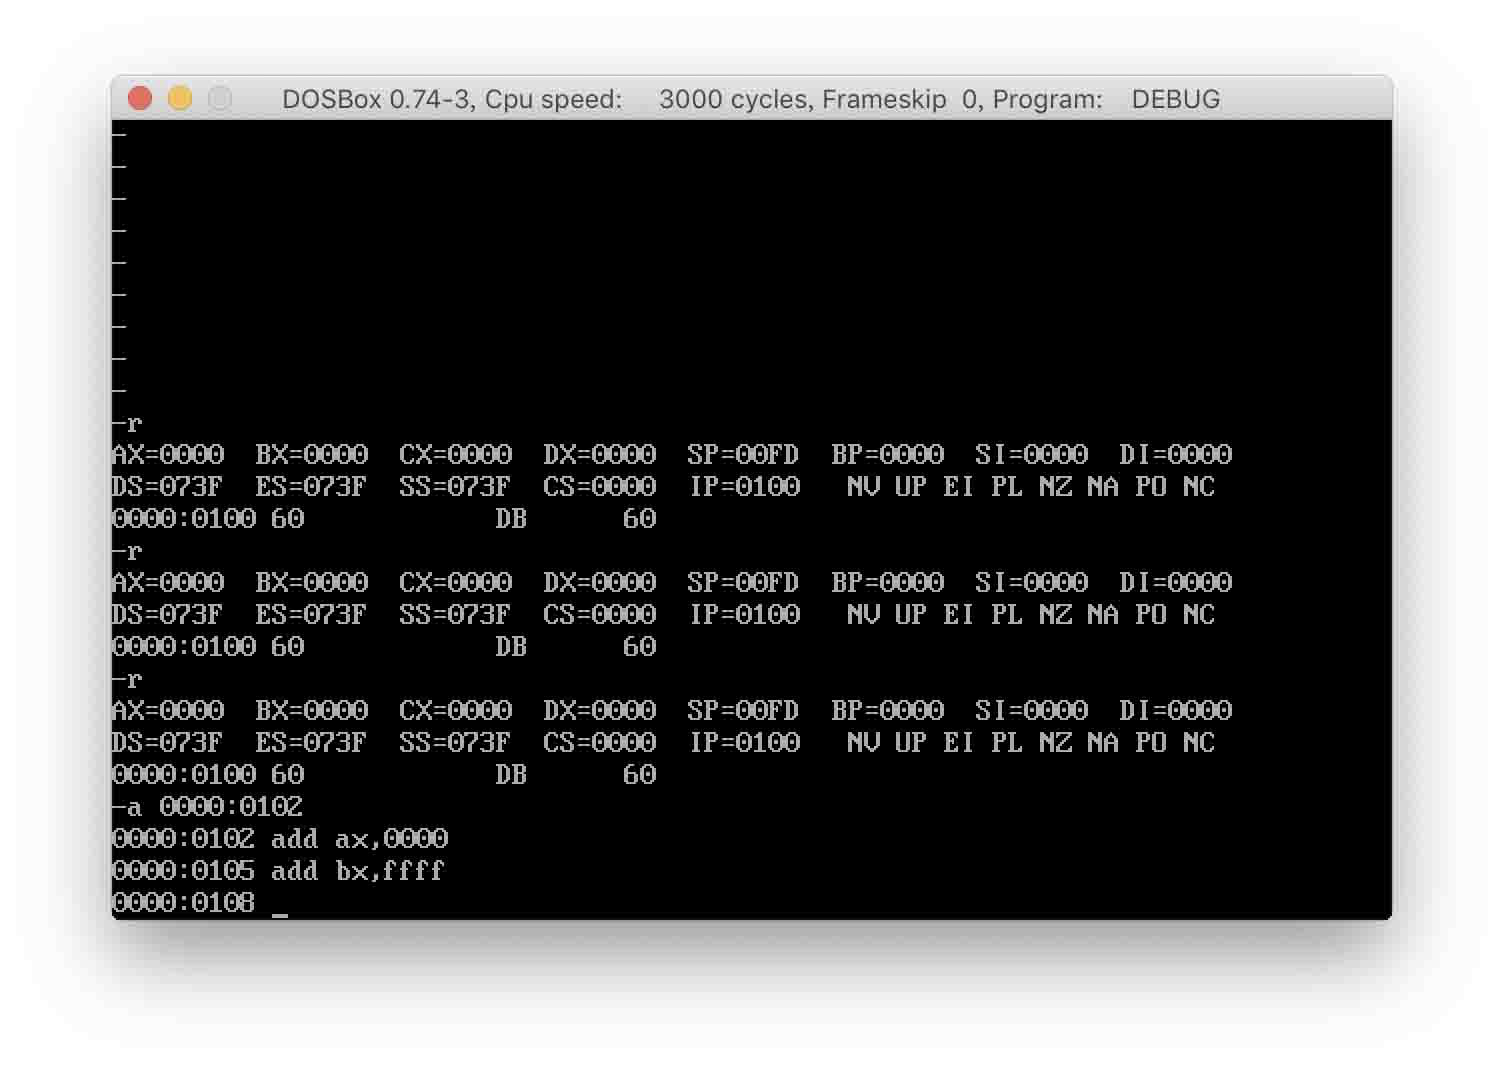 DOSBox 0.74-3, Cpu speed:    3000 cycles, Frameskip  0, Program:   DEBUG
-
-
-
-
-
-
-
-
-
-r
AX=0000  BX=0000  CX=0000  DX=0000  SP=00FD  BP=0000  SI=0000  DI=0000
DS=073F  ES=073F  SS=073F  CS=0000  IP=0100   NV UP EI PL NZ NA PO NC
0000:0100 60            DB      60
-r
AX=0000  BX=0000  CX=0000  DX=0000  SP=00FD  BP=0000  SI=0000  DI=0000
DS=073F  ES=073F  SS=073F  CS=0000  IP=0100   NV UP EI PL NZ NA PO NC
0000:0100 60            DB      60
-r
AX=0000  BX=0000  CX=0000  DX=0000  SP=00FD  BP=0000  SI=0000  DI=0000
DS=073F  ES=073F  SS=073F  CS=0000  IP=0100   NV UP EI PL NZ NA PO NC
0000:0100 60            DB      60
-a 0000:0102
0000:0102 add ax,0000
0000:0105 add bx,ffff
0000:0108 _